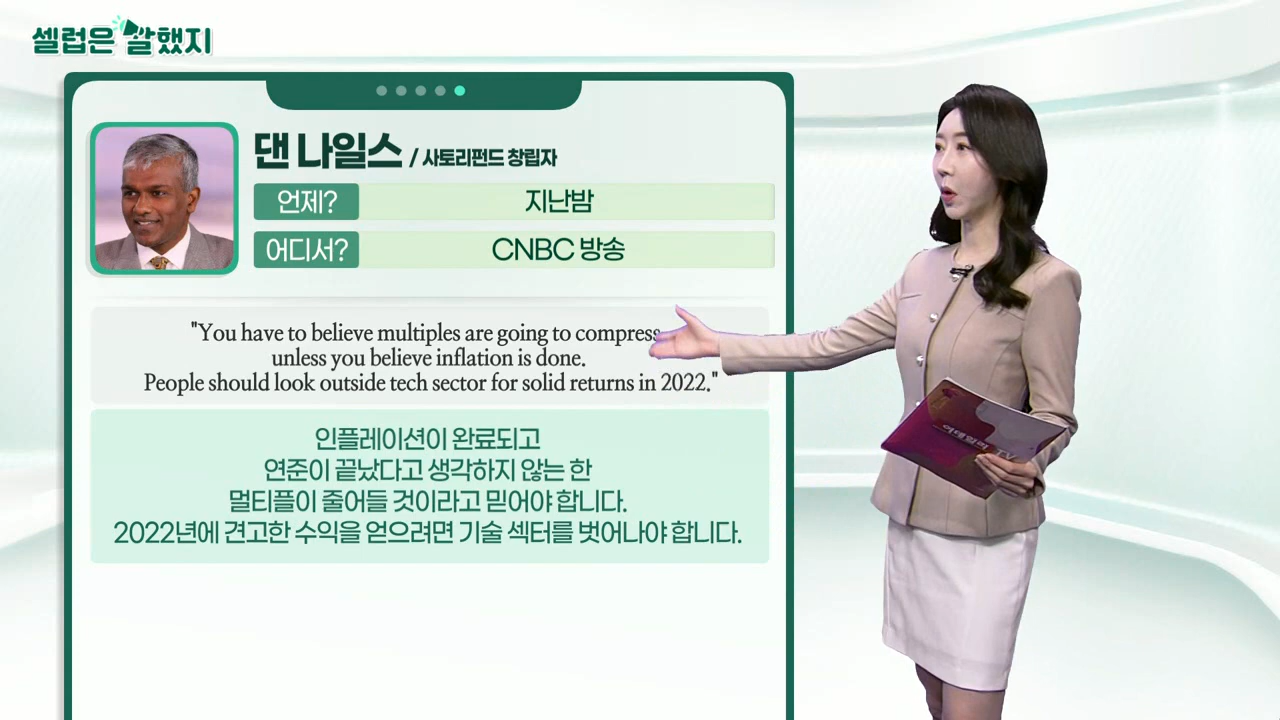 셀럽은 말했지
댄 나일스 / 사토리펀드 창립자
언제? 지난밤
어디서? CNBC 방송
"You have to believe multiples are going to compress
unless you believe inflation is done.
People should look outside tech sector for solid returns in 2022."
인플레이션이 완료되고
연준이 끝났다고 생각하지 않는 한
멀티플이 줄어들 것이라고 믿어야 합니다.
2022년에 견고한 수익을 얻으려면 기술 섹터를 벗어나야 합니다.
이데일리 TV